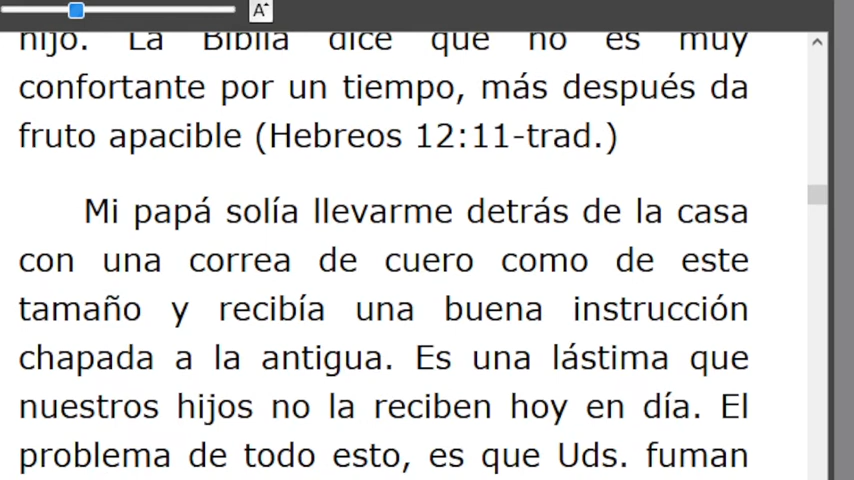 A
hijo. La Biblia dice que no es muy
confortante por un tiempo, más después da
fruto apacible (Hebreos 12:11-trad.)
Mi papá solía llevarme detrás de la casa
con una correa de cuero como de este
tamaño y recibía una buena instrucción
chapada a la antigua. Es una lástima que
nuestros hijos no la reciben hoy en día. El
problema de todo esto, es que Uds. fuman